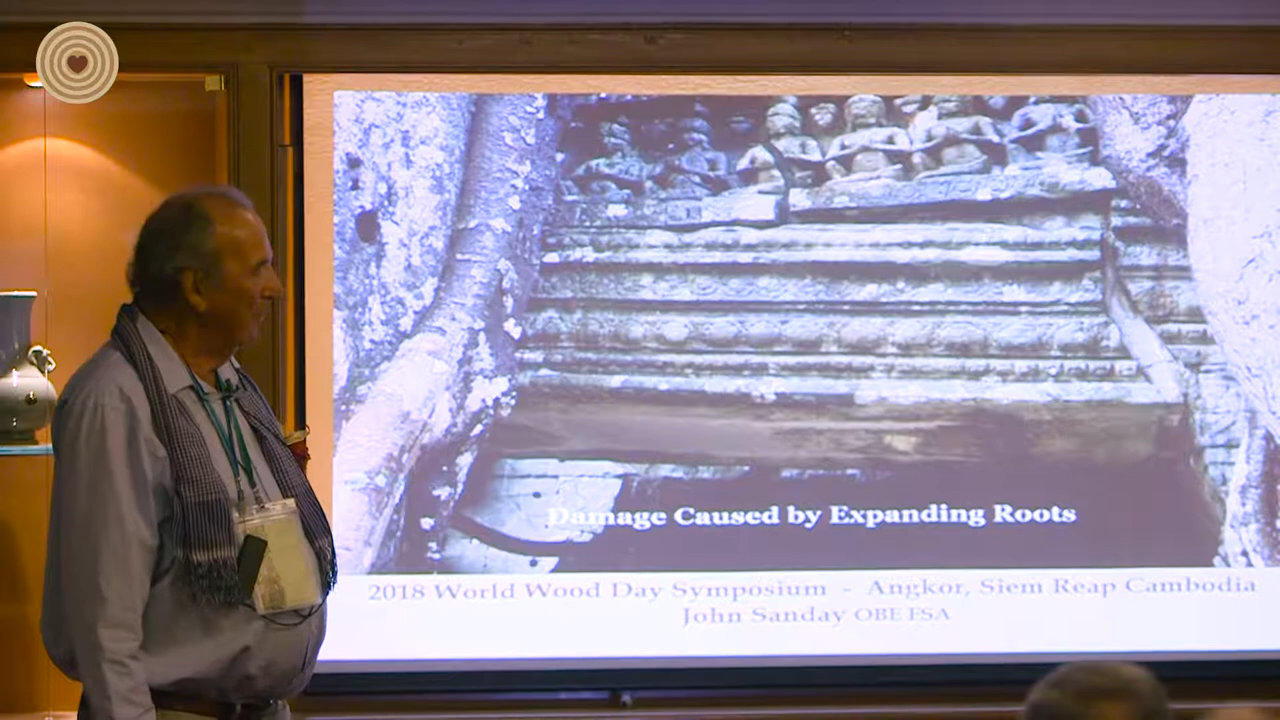 Damage Caused by Expanding Roots
2018 World Wood Day Symposium - Angkor, Siem Reap Cambodia
John Sanday OBE FSA